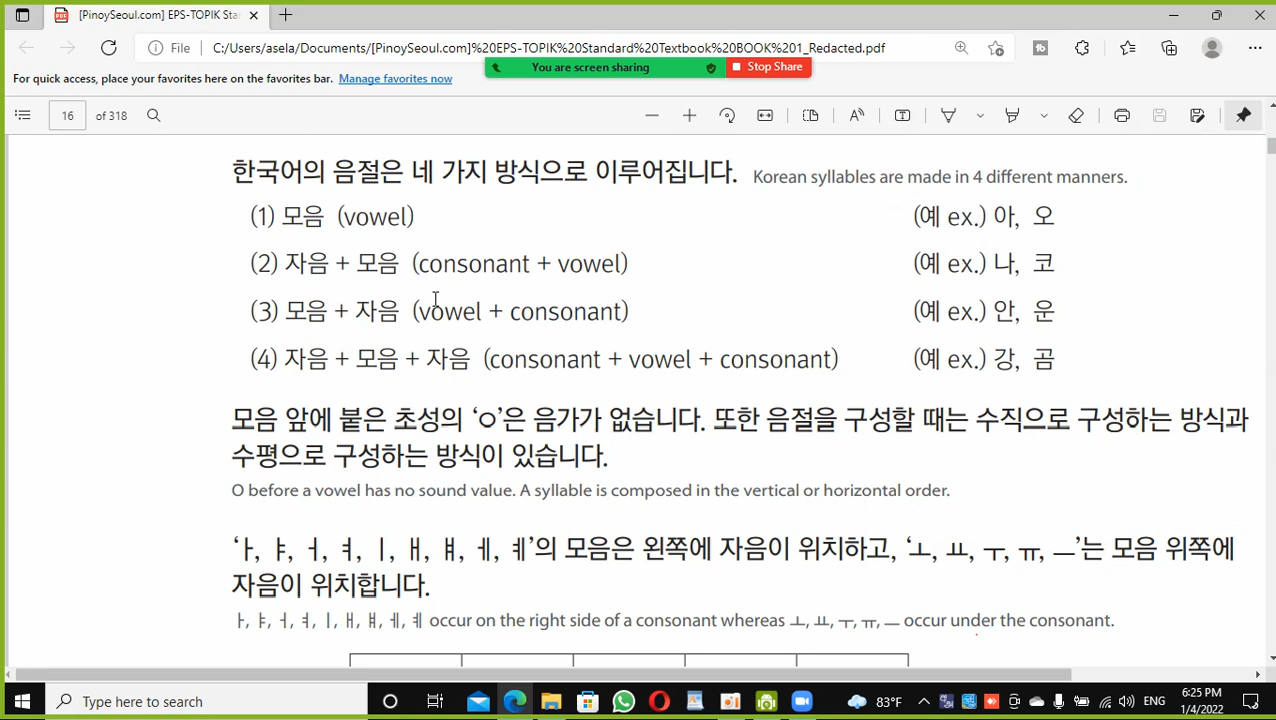 [PinoySeoul.com] EPS-TOPIK Sta
File C:/Users/asela/Documents/[PinoySeoul.com]%20EPS-TOPIK%20Standard%20Textbook%20BOOK%201_Redacted.pdf
You are screen sharing Stop Share
For quick access, place your favorites here on the favorites bar. Manage favorites now
16 of 318
한국어의 음절은 네 가지 방식으로 이루어집니다. Korean syllables are made in 4 different manners.
(1) 모음 (vowel) (예 ex.) 아, 오
(2) 자음 + 모음 (consonant + vowel) (예 ex.) 나, 코
(3) 모음 + 자음 (vowel + consonant) (예 ex.) 안, 운
(4) 자음 + 모음 + 자음 (consonant + vowel + consonant) (예 ex.) 강, 곰
모음 앞에 붙은 초성의 ‘ㅇ’은 음가가 없습니다. 또한 음절을 구성할 때는 수직으로 구성하는 방식과
수평으로 구성하는 방식이 있습니다.
O before a vowel has no sound value. A syllable is composed in the vertical or horizontal order.
‘ㅏ, ㅑ, ㅓ, ㅕ, ㅣ, ㅐ, ㅒ, ㅔ, ㅖ’의 모음은 왼쪽에 자음이 위치하고, ‘ㅗ, ㅛ, ㅜ, ㅠ, ㅡ’는 모음 위쪽에
자음이 위치합니다.
ㅏ, ㅑ, ㅓ, ㅕ, ㅣ, ㅐ, ㅒ, ㅔ, ㅖ occur on the right side of a consonant whereas ㅗ, ㅛ, ㅜ, ㅠ, ㅡ occur under the consonant.
Type here to search 83°F ENG 6:25 PM
1/4/2022